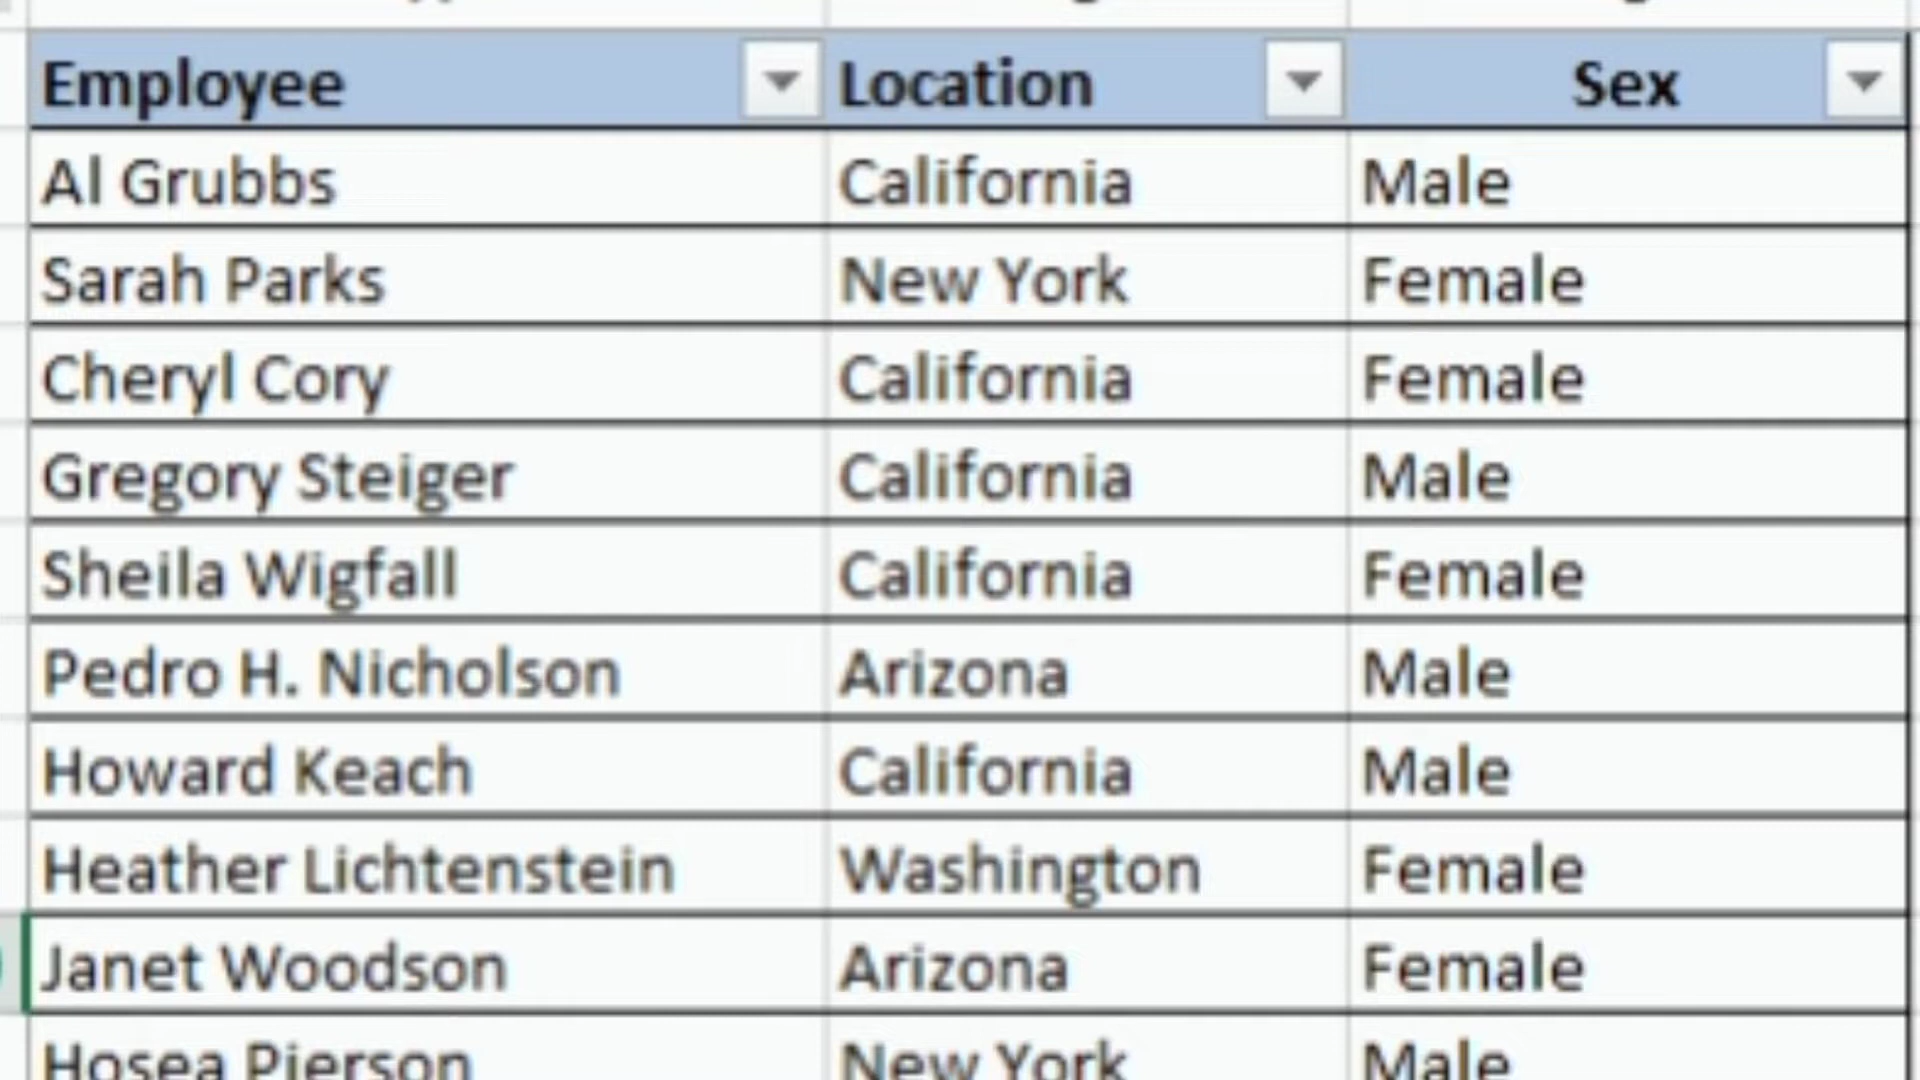 Employee Location Sex
Al Grubbs California Male
Sarah Parks New York Female
Cheryl Cory California Female
Gregory Steiger California Male
Sheila Wigfall California Female
Pedro H. Nicholson Arizona Male
Howard Keach California Male
Heather Lichtenstein Washington Female
Janet Woodson Arizona Female
Hosea Pierson New York Male